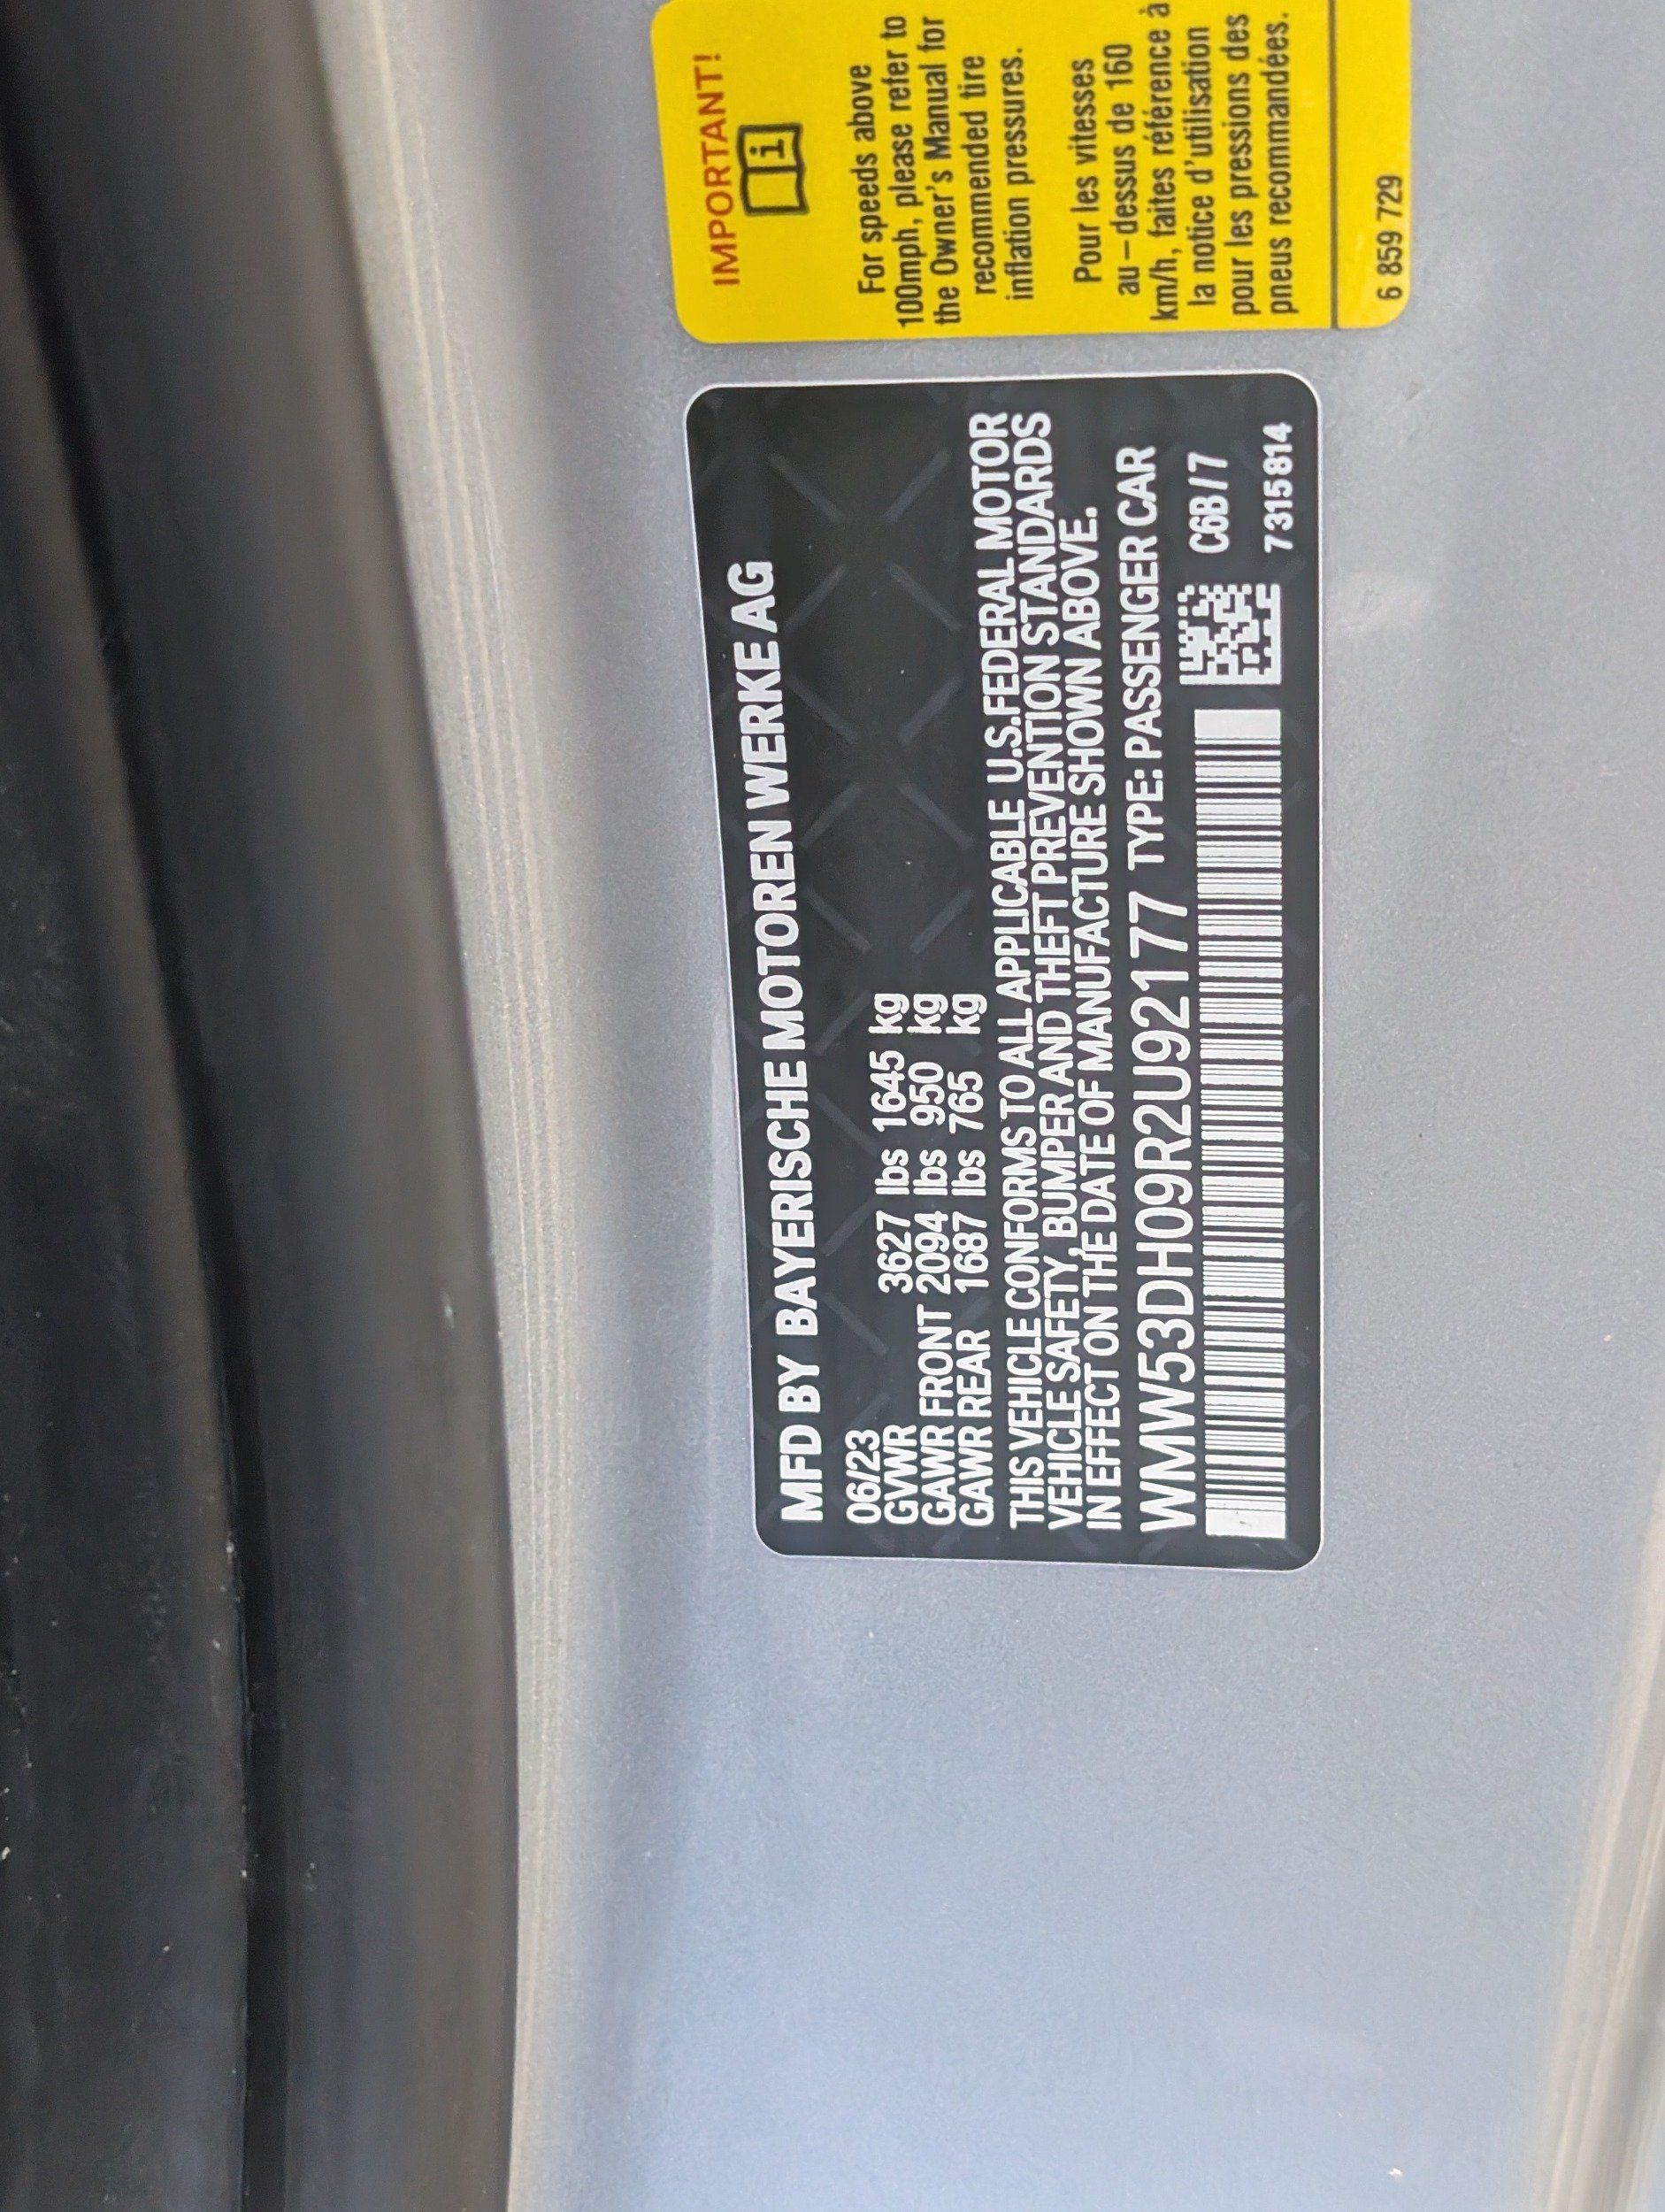 MFD BY BAYERISCHE MOTOREN WERKE AG
06/23
GVWR 3627 lbs 1645 kg
GAWR FRONT 2094 lbs 950 kg
GAWR REAR 1687 lbs 765 kg
THIS VEHICLE CONFORMS TO ALL APPLICABLE U.S.FEDERAL MOTOR
VEHICLE SAFETY, BUMPER AND THEFT PREVENTION STANDARDS
IN EFFECT ON THE DATE OF MANUFACTURE SHOWN ABOVE.
WMW53DH09R2U92177 TYPE: PASSENGER CAR
C6B//7
7315814
IMPORTANT!
i
For speeds above
100mph, please refer to
the Owner's Manual for
recommended tire
inflation pressures.
Pour les vitesses
au-dessus de 160
km/h, faites référence à
la notice d'utilisation
pour les pressions des
pneus recommandées.
6 859 729